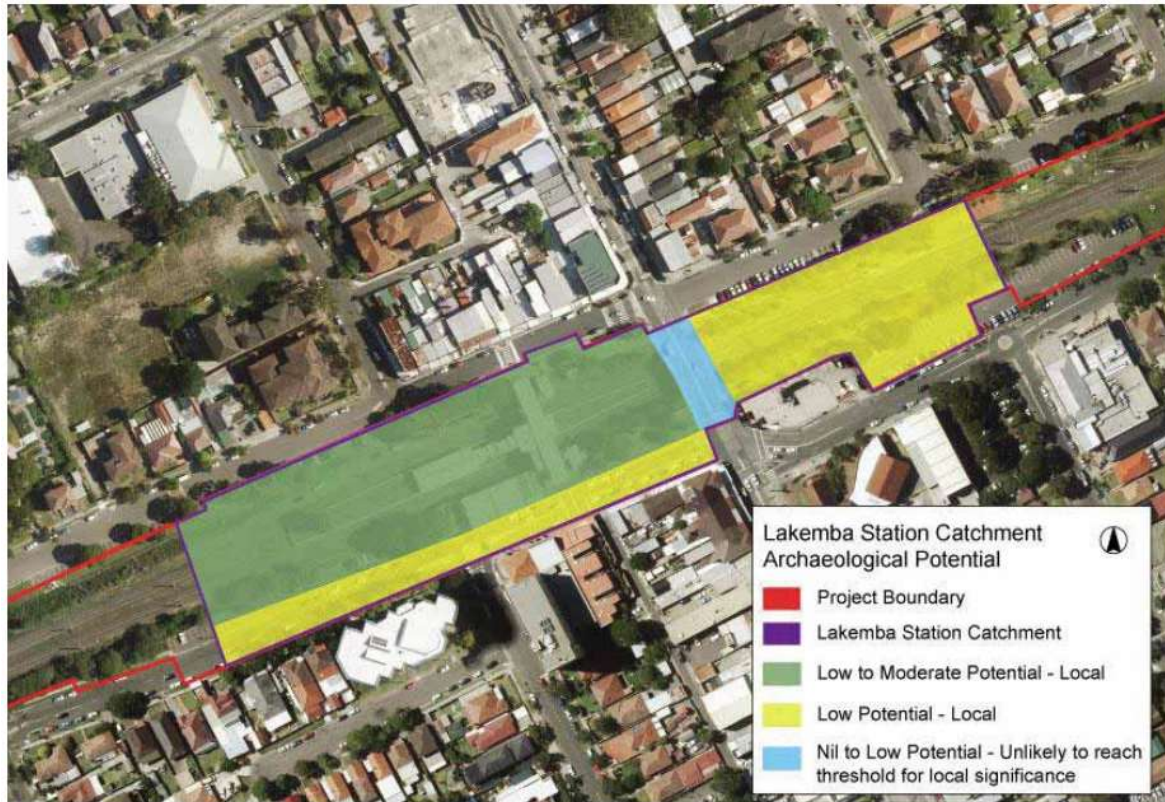 Lakemba Station Catchment
Archaeological Potential
Project Boundary
Lakemba Station Catchment
Low to Moderate Potential - Local
Low Potential - Local
Nil to Low Potential - Unlikely to reach
threshold for local significance